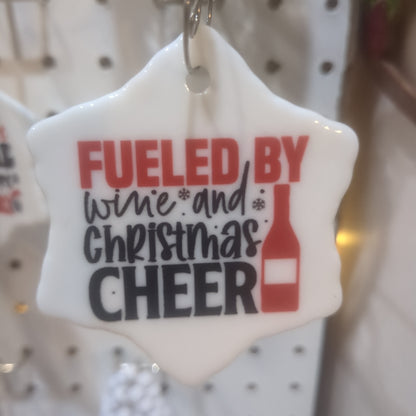 FUELED BY
wine and
christmas
CHEER